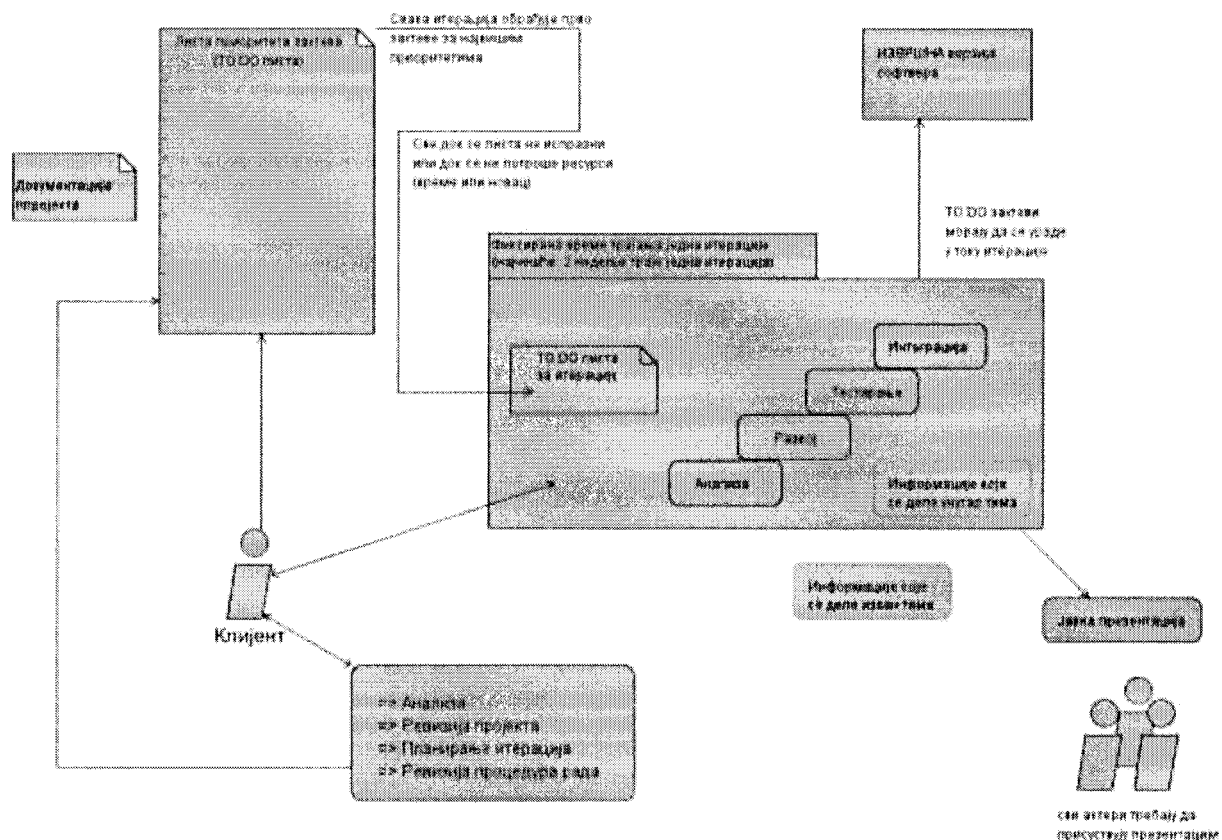 Свака итерација обрађује прво
захтеве за највишим
приоритетима
Листа приоритета захтева
(TO DO листа)
ИЗВРШНА верзија
софтвера
Све док се листа не испразни
или док се не потроше ресурси
(време или новац)
Документација
пројекта
TO DO захтеви
морају да се ураде
у току итерације
Фиксирано време трајања једне итерације
(најчешће: 2 недеље траје једна итерација)
TO DO листа
за итерације
Интеграција
Тестирање
Развој
Анализа
Информације које
се деле унутар тима
Информације које
се деле изван тима
Јавна презентација
Клијент
=> Анализа
=> Ревизија пројекта
=> Планирање итерација
=> Ревизија процедура рада
сви актери требају да
присуствују презентацији